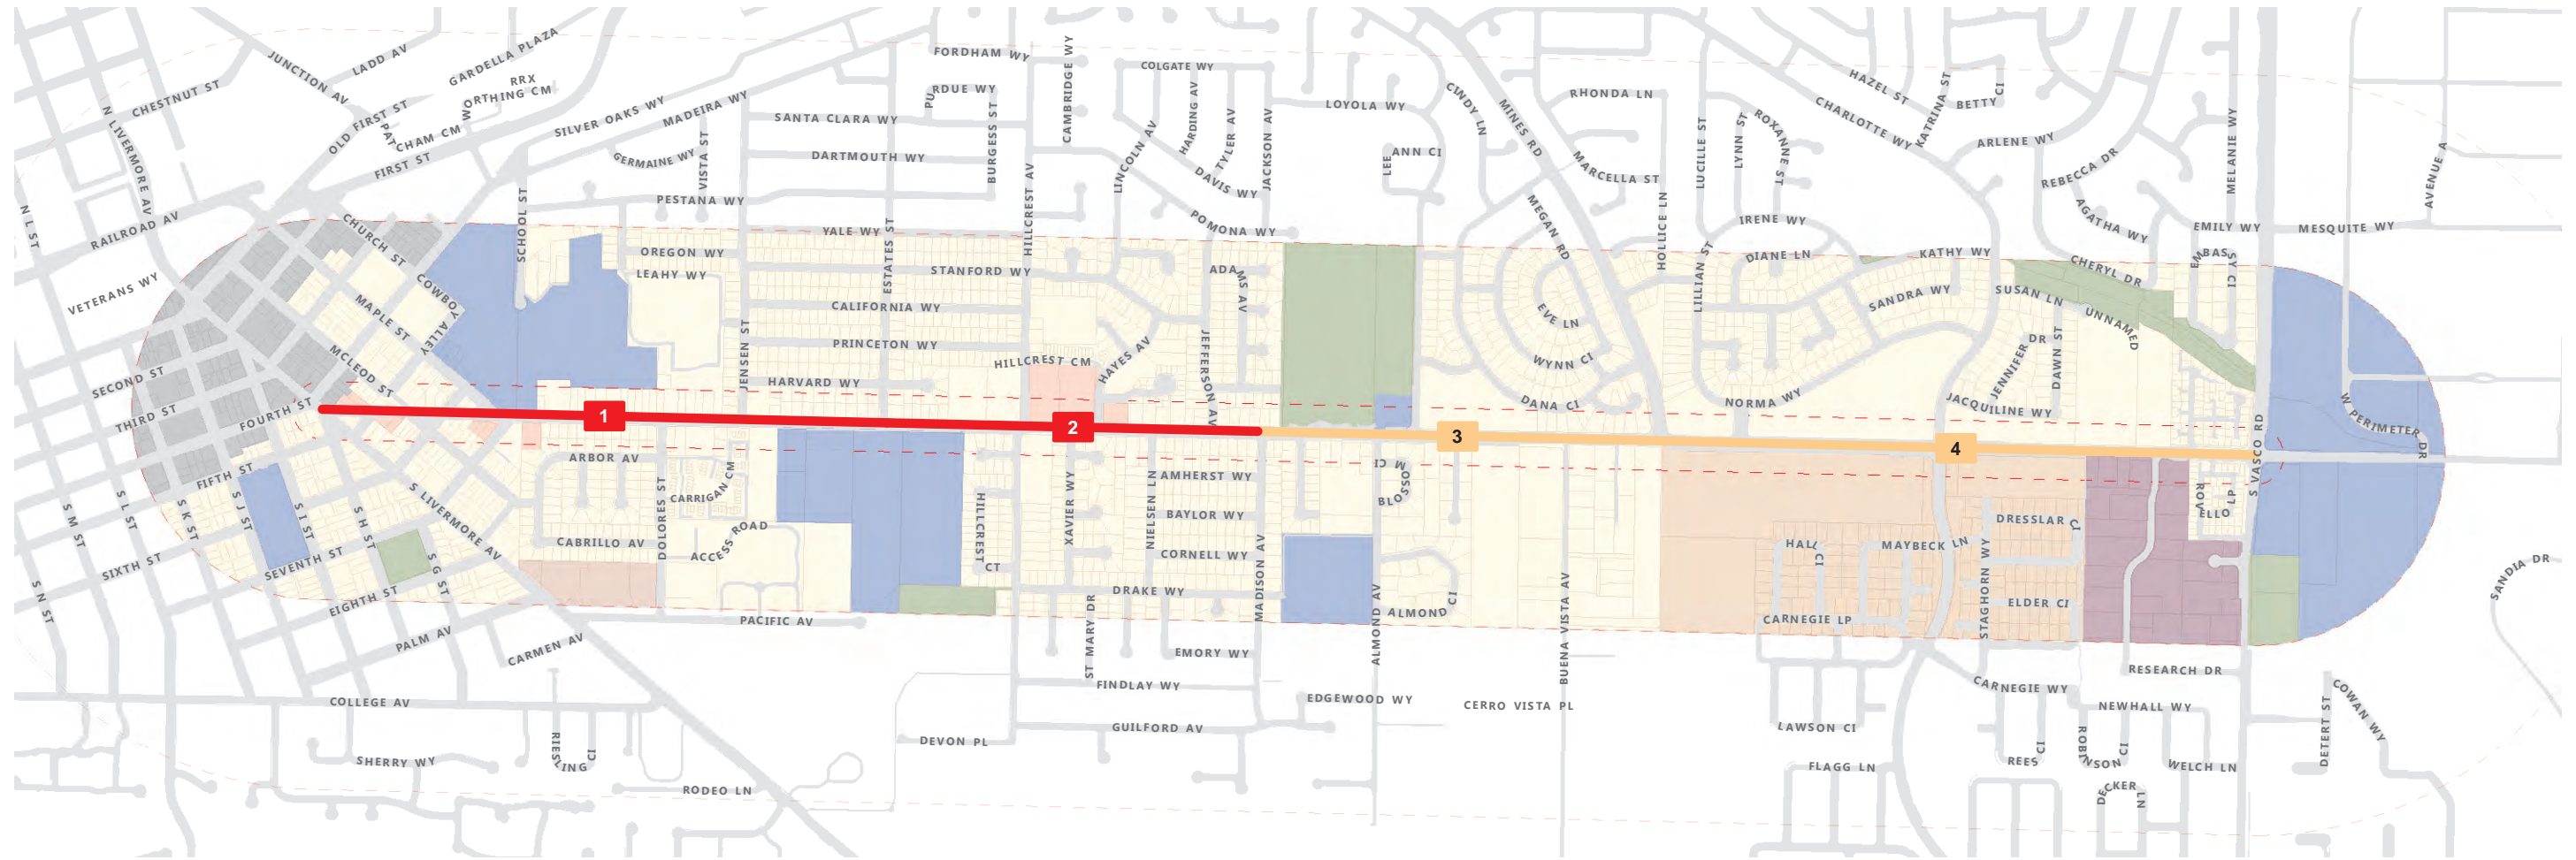 GARDELLA PLAZA
LADD AV
JUNCTION AV
FORDHAM WY
CAMBRIDGE WY
COLGATE WY
RRX
WORTHING CM
CHESTNUT ST
OLD FIRST ST
PATCHAM CM
FIRST ST
N LIVERMORE AV
SILVER OAKS WY
MADEIRA WY
PURDUE WY
BURGESS ST
SANTA CLARA WY
DARTMOUTH WY
GERMAINE WY
VISTA ST
PESTANA WY
SCHOOL ST
HARDING AV
TYLER AV
LINCOLN AV
JACKSON AV
DAVIS WY
POMONA WY
LOYOLA WY
LEE ANN CI
CINDY LN
MINES RD
RHONDA LN
MARCELLA ST
LUCILLE ST
LYNN ST
ROXANNE ST
HAZEL ST
CHARLOTTE WY
KATRINA ST
BETTY CI
ARLENE WY
REBECCA DR
AGATHA WY
MELANIE WY
EMILY WY
MESQUITE WY
AVENUE A
N L ST
RAILROAD AV
VETERANS WY
CHURCH ST
COWBOY ALLEY
MAPLE ST
MCLEOD ST
OREGON WY
LEAHY WY
YALE WY
ESTATES ST
HILLCREST AV
STANFORD WY
CALIFORNIA WY
PRINCETON WY
HARVARD WY
JENSEN ST
HILLCREST CM
HAYES AV
JEFFERSON AV
ADAMS AV
MEGAN RD
HOLLICE LN
LILLIAN ST
IRENE WY
DIANE LN
KATHY WY
SANDRA WY
SUSAN LN
CHERYL DR
UNNAMED
EMBASSY CI
EVE LN
WYNN CI
DANA CI
NORMA WY
JENNIFER DR
DAWN ST
JACQUILINE WY
W PERIMETER DR
S VASCO RD
SECOND ST
THIRD ST
FOURTH ST
FIFTH ST
SIXTH ST
SEVENTH ST
EIGHTH ST
1
2
3
4
S N ST
S M ST
S L ST
S K ST
S J ST
S I ST
S H ST
S G ST
S LIVERMORE AV
ARBOR AV
CABRILLO AV
DOLORES ST
CARRIGAN CM
ACCESS ROAD
PACIFIC AV
HILLCREST CT
XAVIER WY
NIELSEN LN
AMHERST WY
BAYLOR WY
CORNELL WY
DRAKE WY
MADISON AV
BLOSSOM CI
ALMOND AV
ALMOND CI
BUENA VISTA AV
HALL CI
MAYBECK LN
CARNEGIE LP
STAGHORN WY
DRESSLAR CI
ELDER CI
ROVELLO LP
SANDIA DR
PALM AV
CARMEN AV
COLLEGE AV
SHERRY WY
RIESLING CI
RODEO LN
DEVON PL
ST MARY DR
EMORY WY
FINDLAY WY
GUILFORD AV
EDGEWOOD WY
CERRO VISTA PL
LAWSON CI
FLAGG LN
CARNEGIE WY
RESEARCH DR
NEWHALL WY
REES CI
ROBINSON CI
WELCH LN
DECKER LN
DETERT ST
COWAN WY